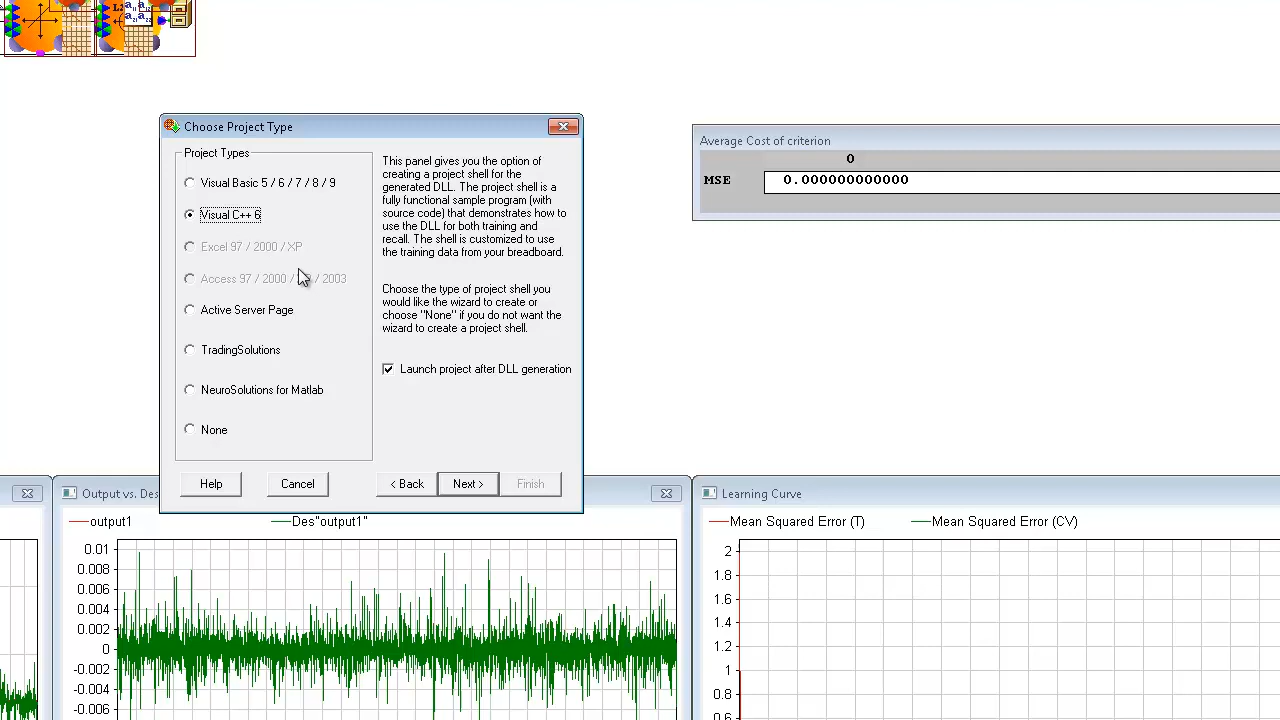 Choose Project Type
Project Types
Visual Basic 5 / 6 / 7 / 8 / 9
Visual C++ 6
Excel 97 / 2000 / XP
Access 97 / 2000 / / 2003
Active Server Page
TradingSolutions
NeuroSolutions for Matlab
None
This panel gives you the option of
creating a project shell for the
generated DLL. The project shell is a
fully functional sample program (with
source code) that demonstrates how to
use the DLL for both training and
recall. The shell is customized to use
the training data from your breadboard.
Choose the type of project shell you
would like the wizard to create or
choose "None" if you do not want the
wizard to create a project shell.
Launch project after DLL generation
Help
Cancel
< Back
Next >
Finish
Average Cost of criterion
0
MSE
0.000000000000
Output vs. Des
output1
Des"output1"
0.01
0.008
0.006
0.004
0.002
0
-0.002
-0.004
-0.006
Learning Curve
Mean Squared Error (T)
Mean Squared Error (CV)
2
1.8
1.6
1.4
1.2
1
0.8
0.6